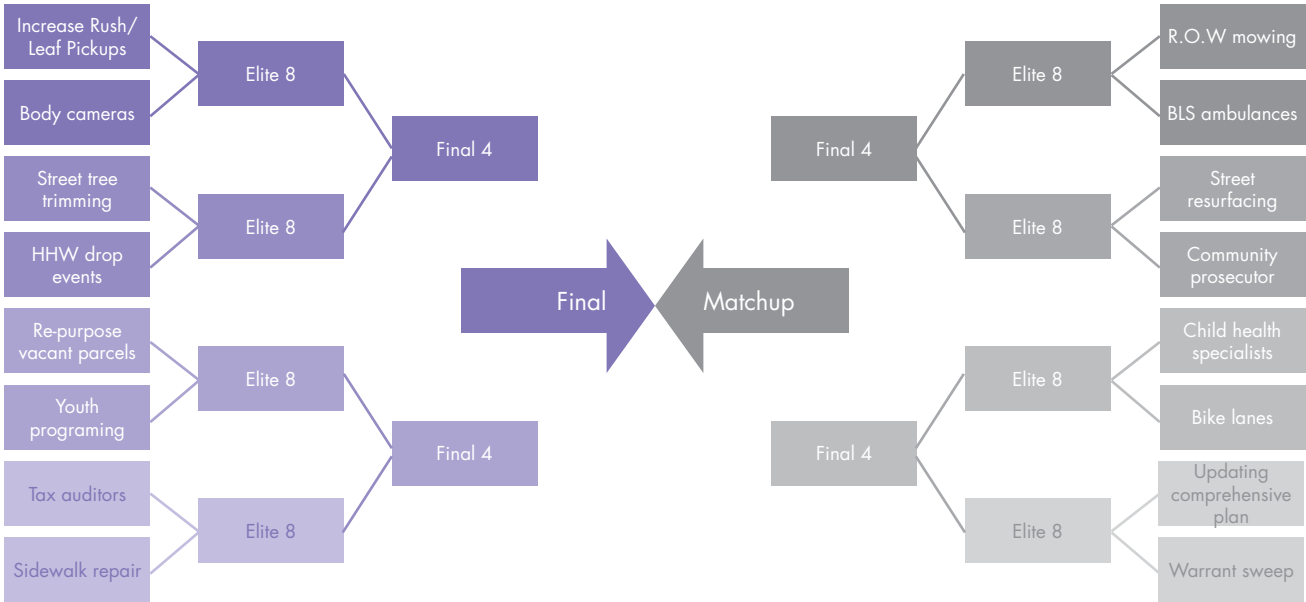 Increase Rush/
Leaf Pickups
Body cameras
Street tree
trimming
HHW drop
events
Re-purpose
vacant parcels
Youth
programing
Tax auditors
Sidewalk repair
Elite 8
Elite 8
Elite 8
Elite 8
Final 4
Final 4
Final
Matchup
Final 4
Final 4
Elite 8
Elite 8
Elite 8
Elite 8
R.O.W mowing
BLS ambulances
Street
resurfacing
Community
prosecutor
Child health
specialists
Bike lanes
Updating
comprehensive
plan
Warrant sweep